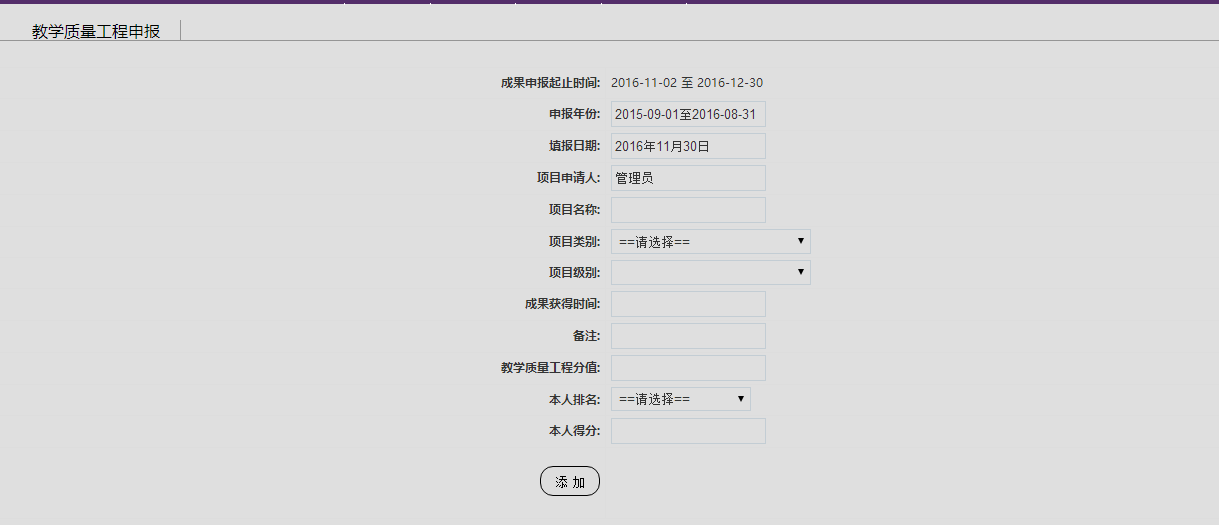 教学质量工程申报
成果申报起止时间: 2016-11-02 至 2016-12-30
申报年份: 2015-09-01至2016-08-31
填报日期: 2016年11月30日
项目申请人: 管理员
项目名称:
项目类别: ==请选择==
项目级别:
成果获得时间:
备注:
教学质量工程分值:
本人排名: ==请选择==
本人得分:
添 加